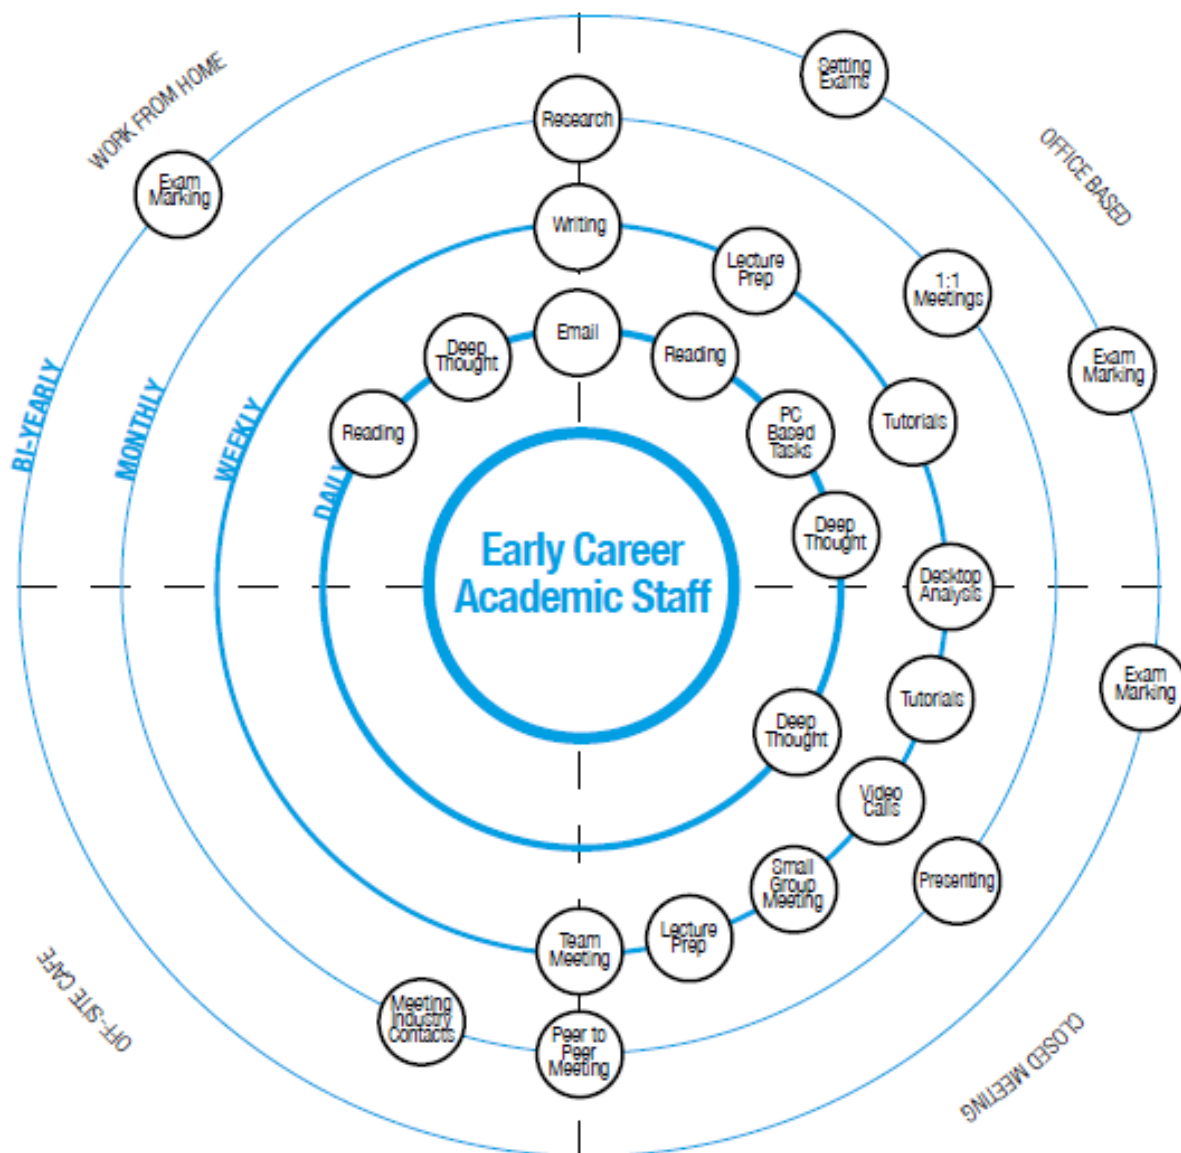 Setting
Exams
WORK FROM HOME
OFFICE BASED
Research
Exam
Marking
Writing
Lecture
Prep
1:1
Meetings
Email
Deep
Thought
Reading
Exam
Marking
BI-YEARLY
MONTHLY
WEEKLY
DAILY
Reading
PC
Based
Tasks
Tutorials
Deep
Thought
Early Career
Academic Staff
Desktop
Analysis
Exam
Marking
Tutorials
Deep
Thought
Video
Calls
Small
Group
Meeting
Presenting
Lecture
Prep
Team
Meeting
OFF-SITE CAFE
Meeting
Industry
Contacts
Peer to
Peer
Meeting
CLOSED MEETING